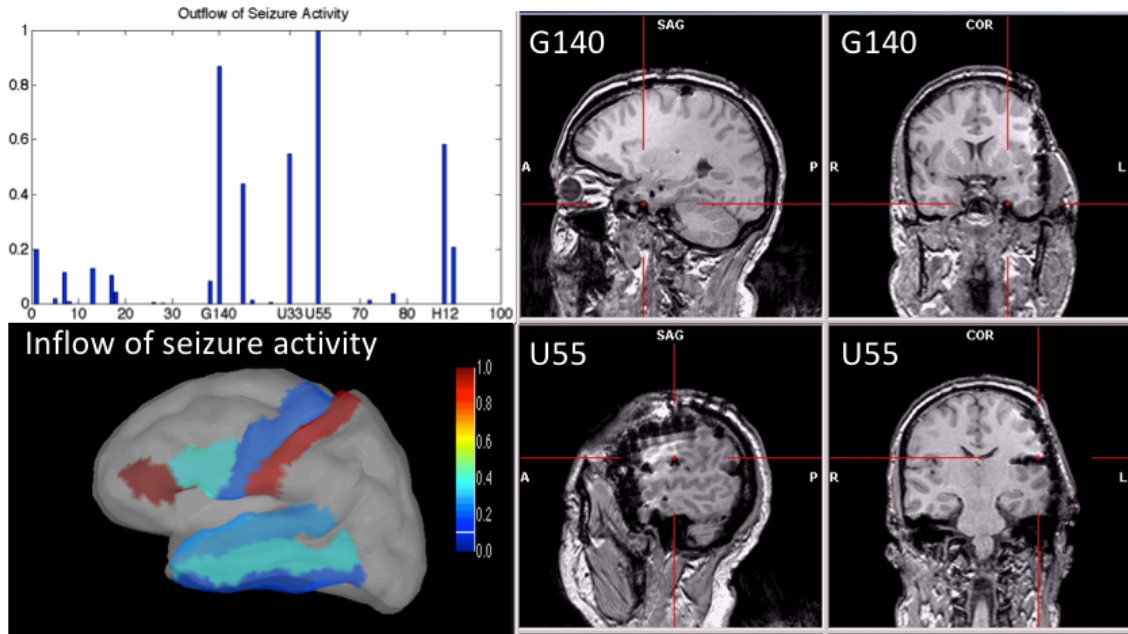 Outflow of Seizure Activity
1
0.8
0.6
0.4
0.2
0
0 10 20 30 G140 U33 U55 70 80 H12 100
SAG
G140
A
P
COR
G140
R
L
Inflow of seizure activity
1.0
0.8
0.6
0.4
0.2
0.1
0.0
SAG
U55
A
P
COR
U55
R
L